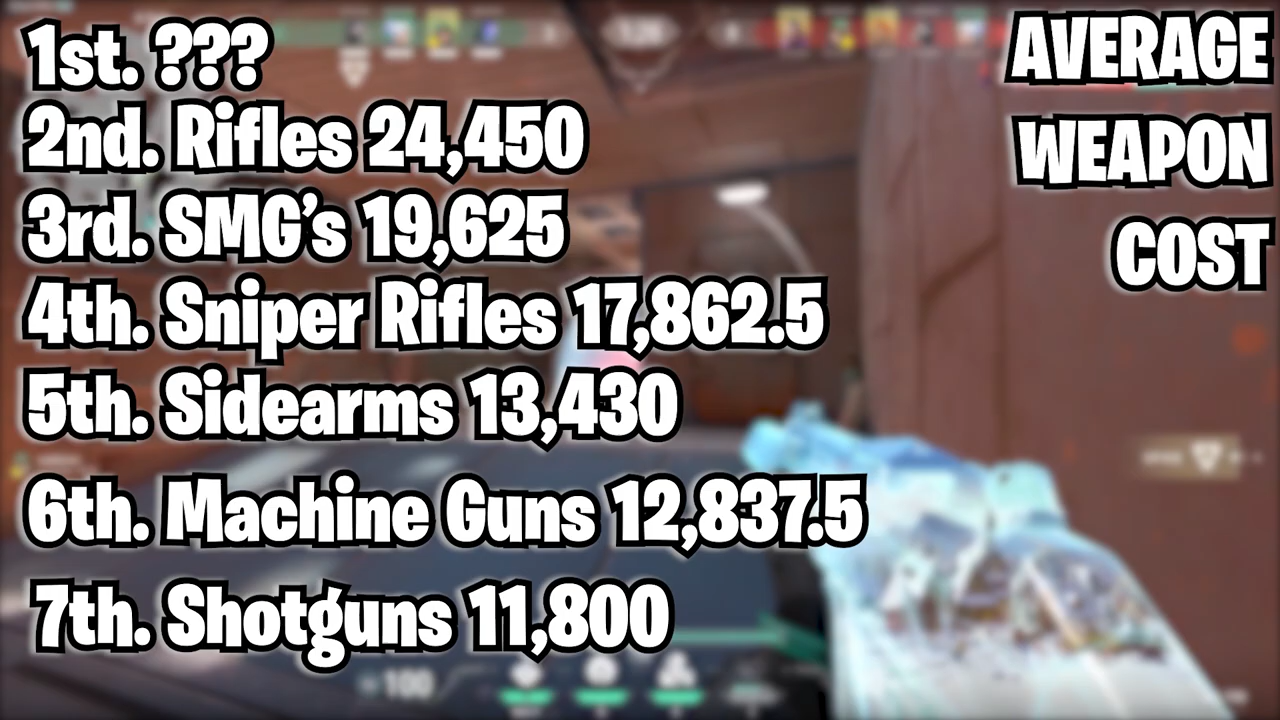 1st. ???
2nd. Rifles 24,450
3rd. SMG's 19,625
4th. Sniper Rifles 17,862.5
5th. Sidearms 13,430
6th. Machine Guns 12,837.5
7th. Shotguns 11,800
AVERAGE
WEAPON
COST
100